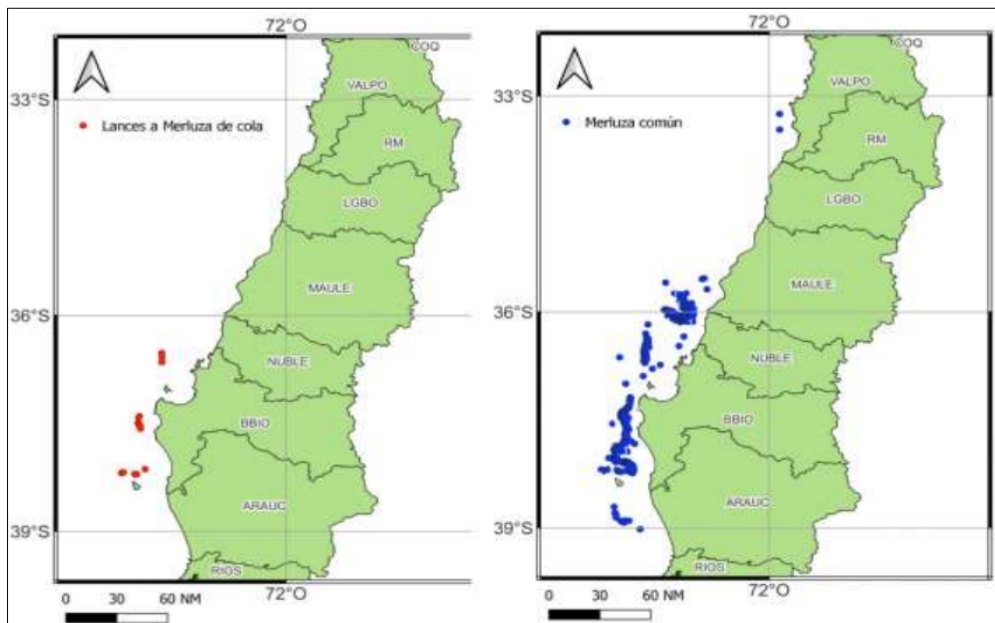 72°O
COQ
VALPO
33°S
Lances a Merluza de cola
RM
LGBO
MAULE
36°S
NUBLE
BBIO
ARAUC
39°S
RIOS
72°O
0 30 60 NM
72°O
COQ
VALPO
33°S
Merluza común
RM
LGBO
MAULE
36°S
NUBLE
BBIO
ARAUC
39°S
RIOS
72°O
0 30 60 NM